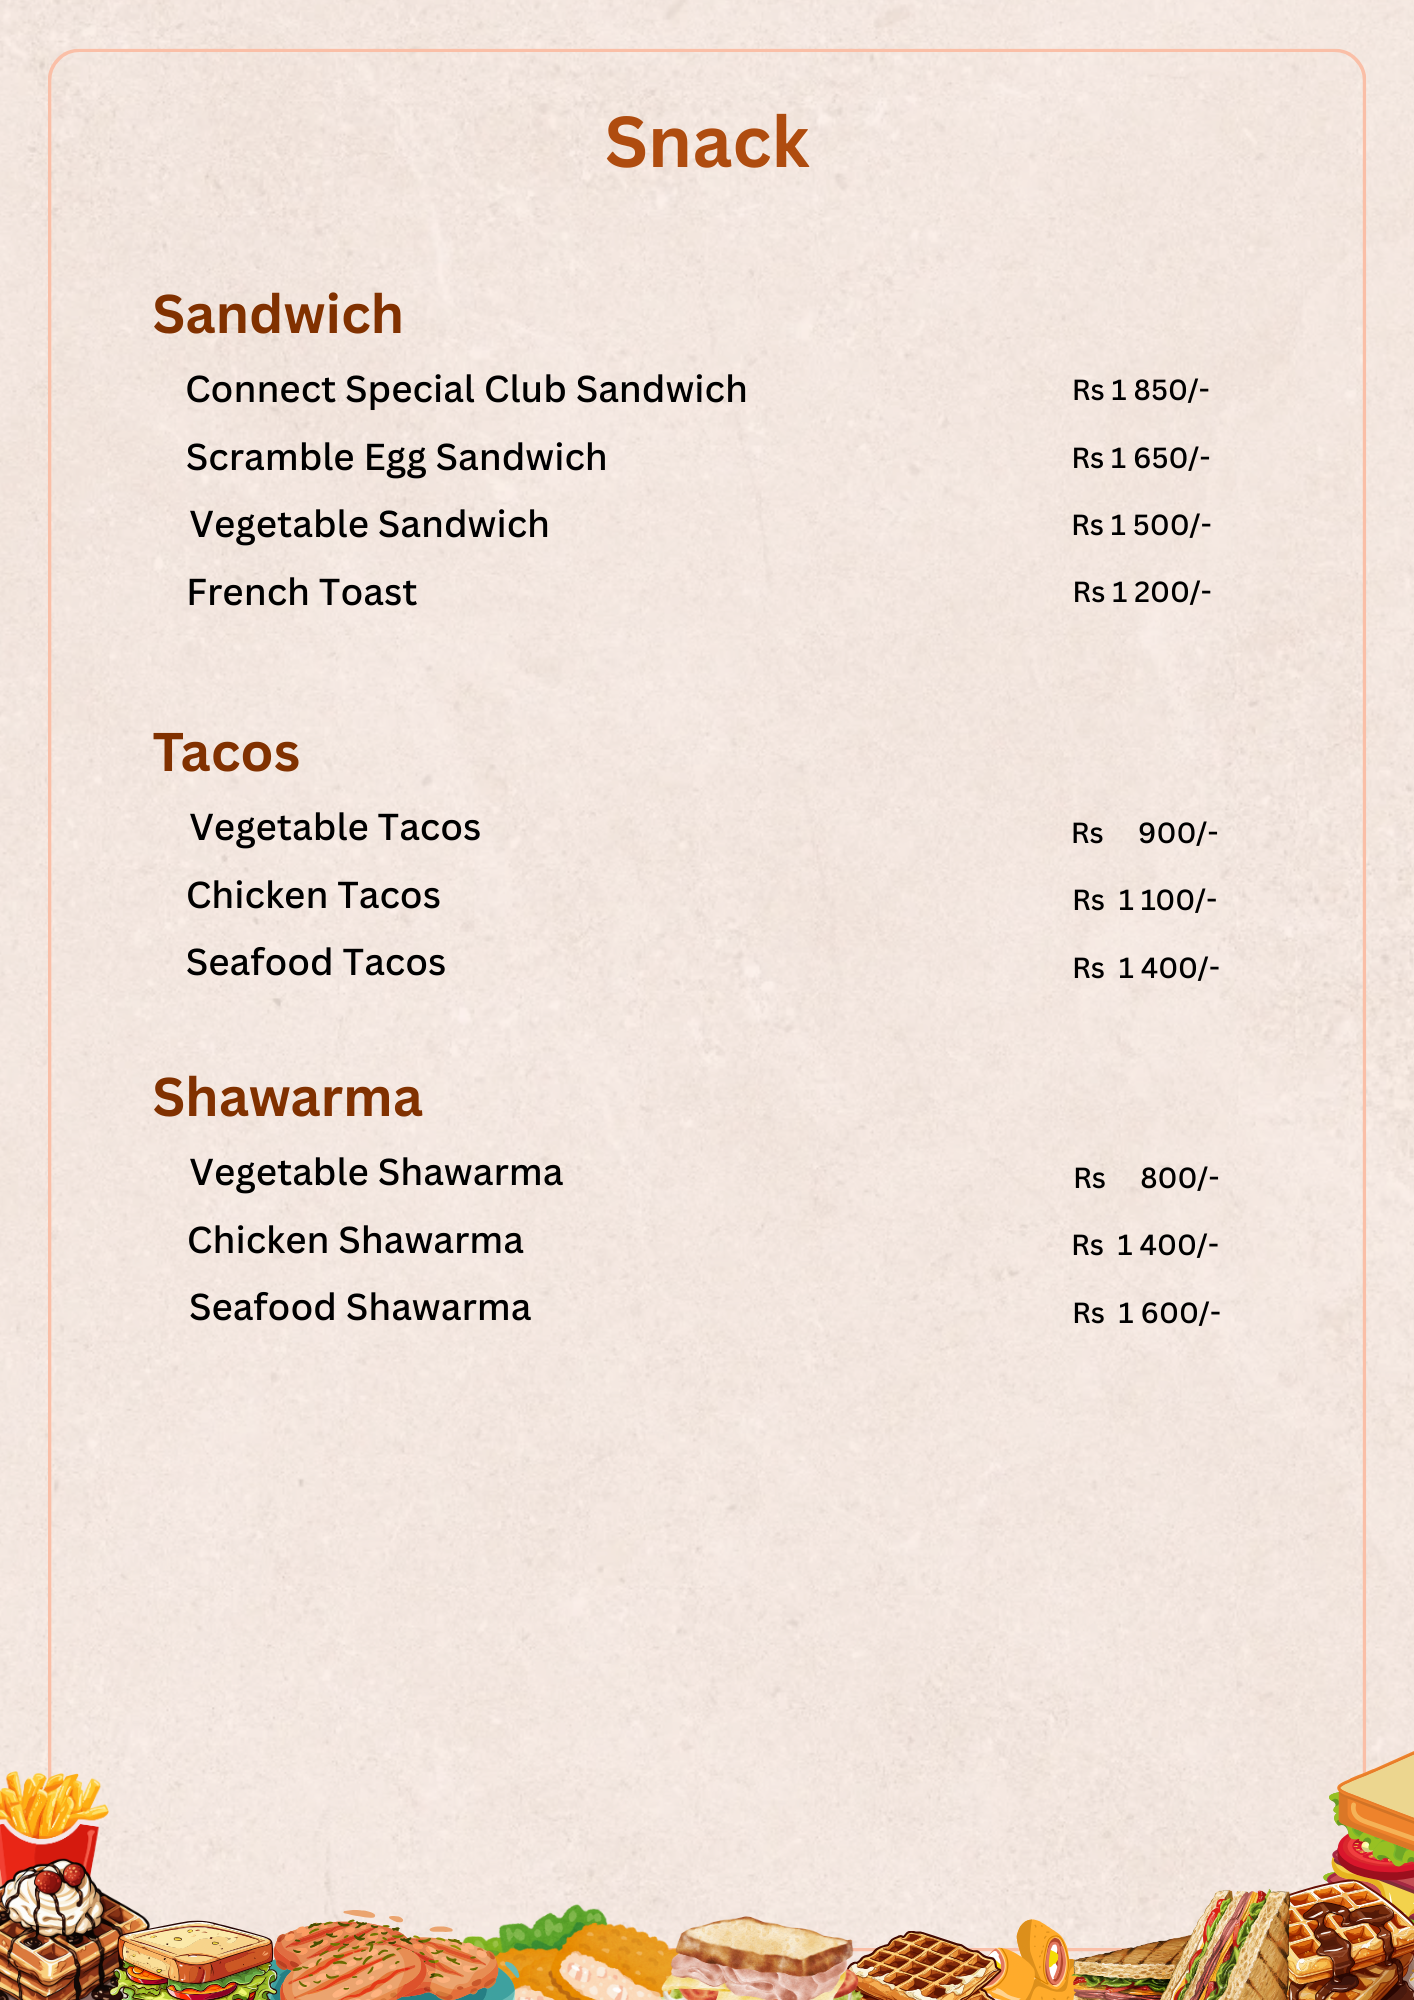 Snack
Sandwich
Connect Special Club Sandwich Rs 1 850/-
Scramble Egg Sandwich Rs 1 650/-
Vegetable Sandwich Rs 1 500/-
French Toast Rs 1 200/-
Tacos
Vegetable Tacos Rs 900/-
Chicken Tacos Rs 1 100/-
Seafood Tacos Rs 1 400/-
Shawarma
Vegetable Shawarma Rs 800/-
Chicken Shawarma Rs 1 400/-
Seafood Shawarma Rs 1 600/-